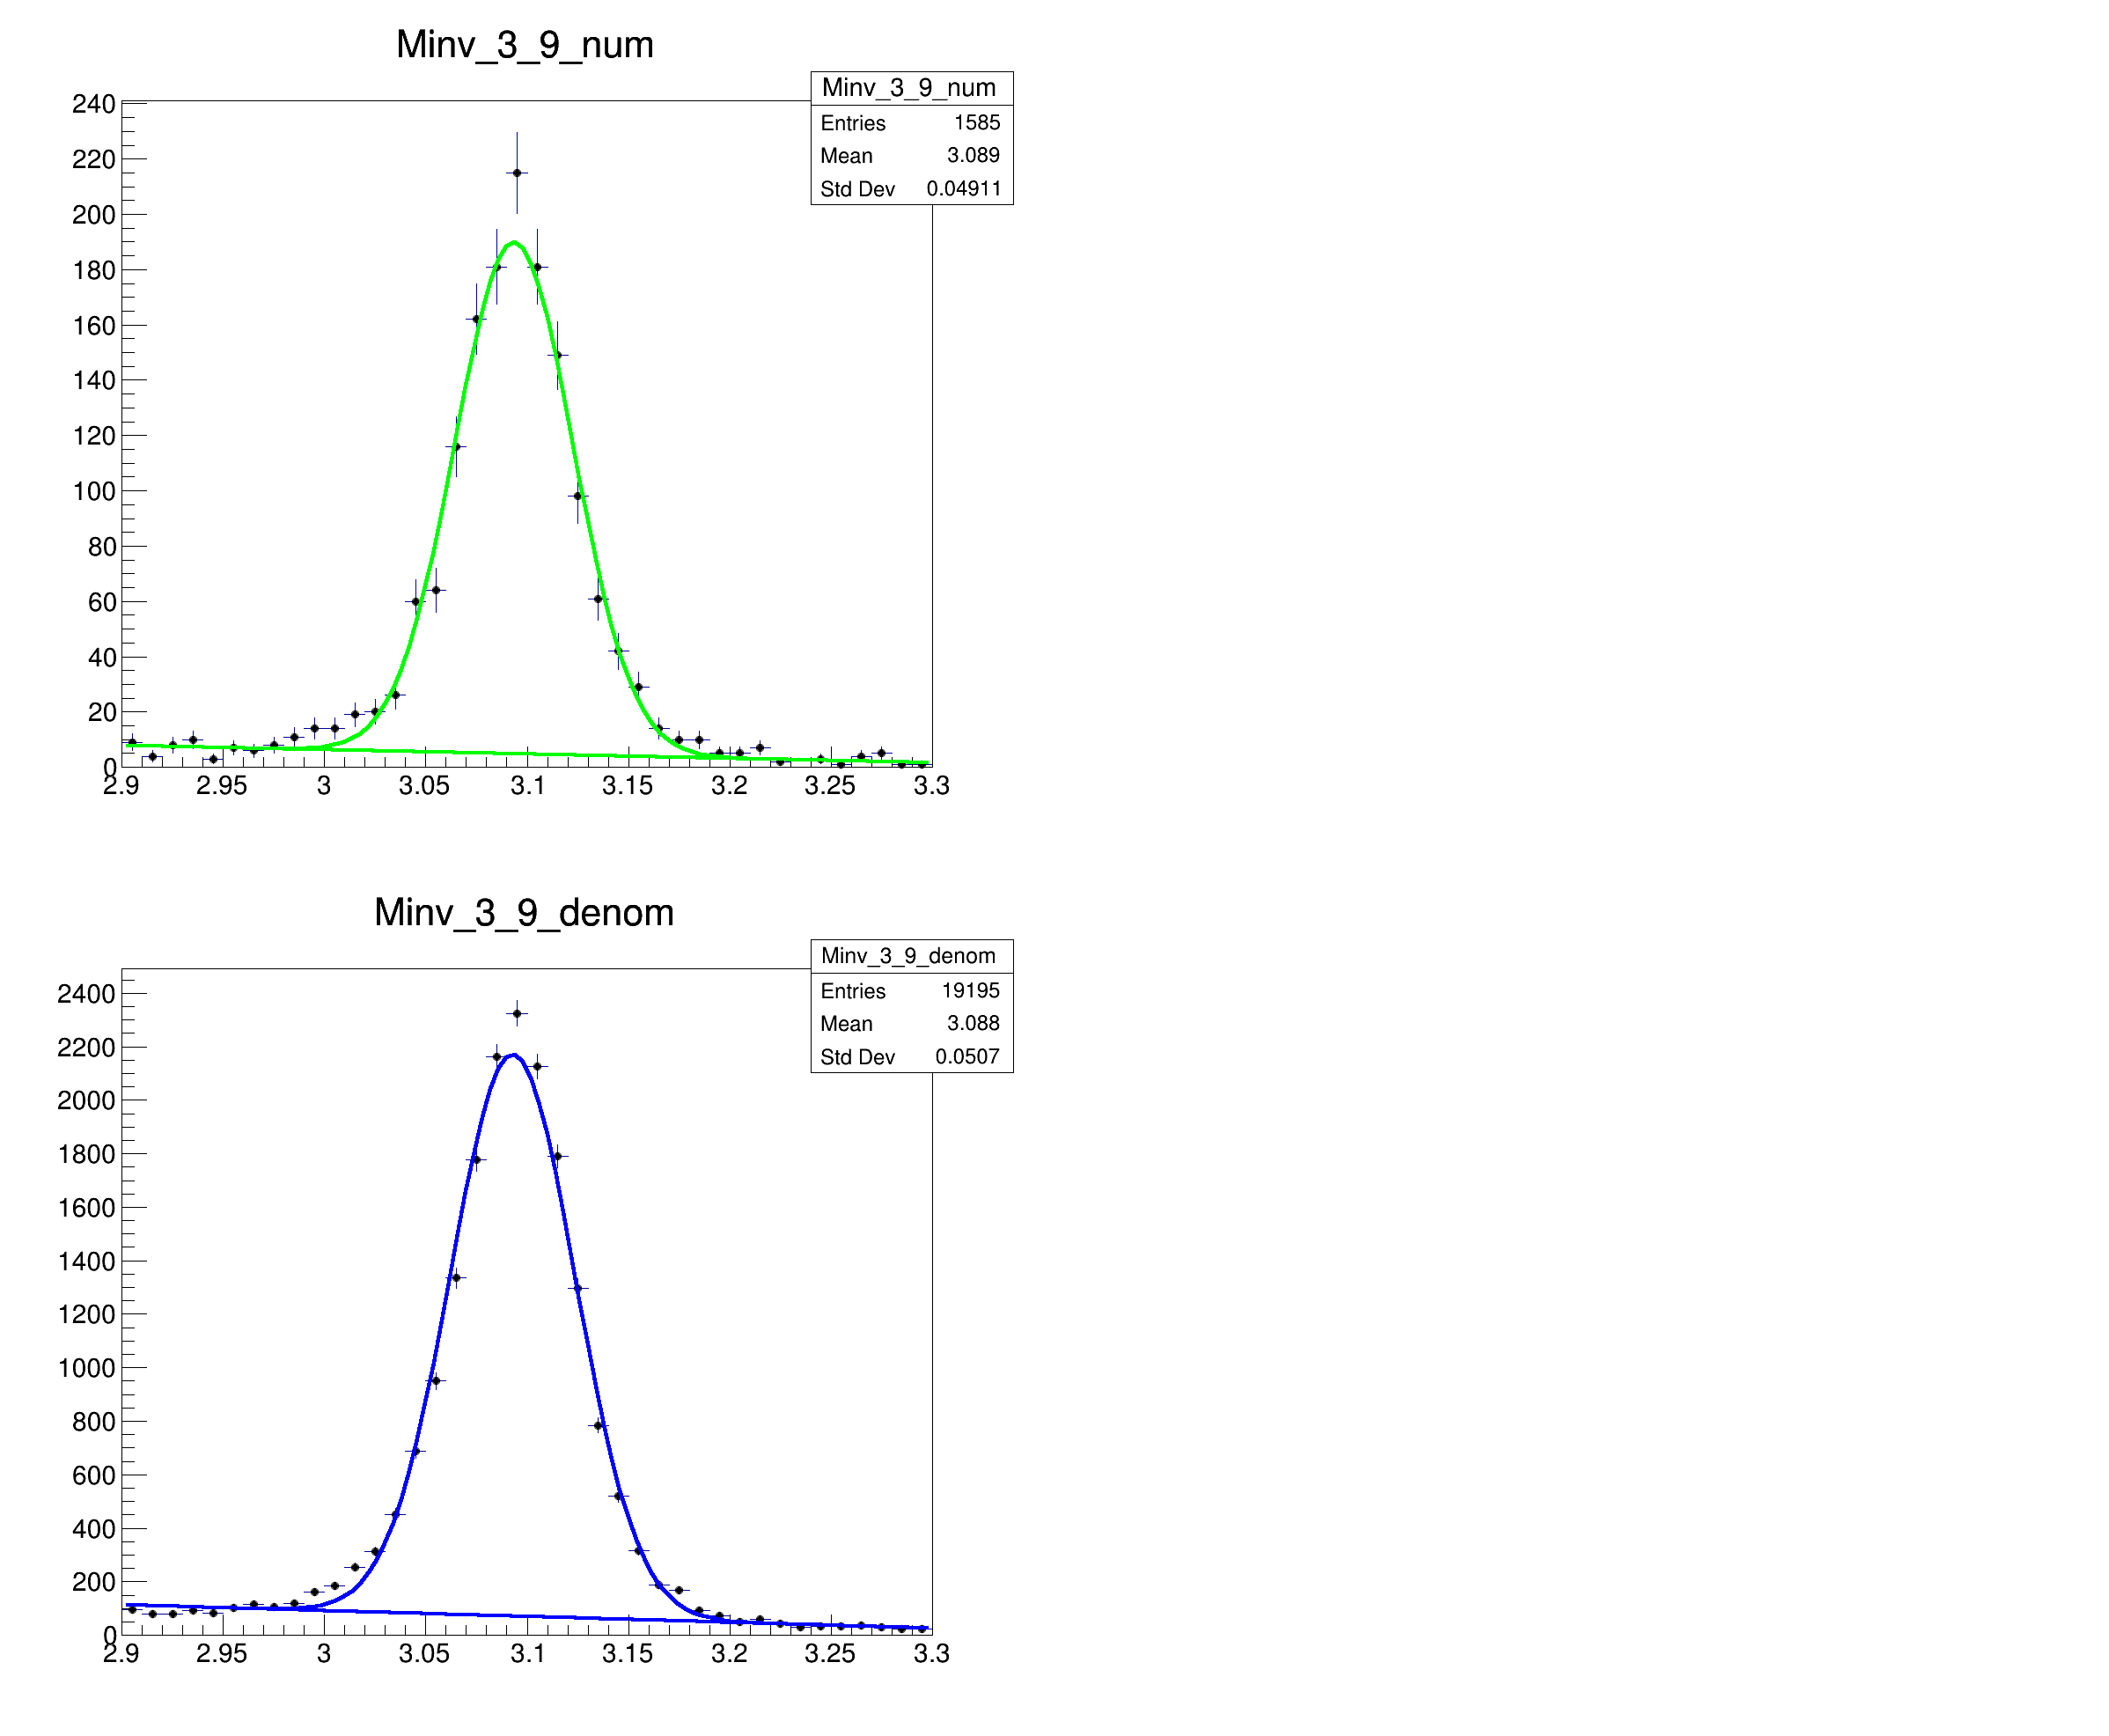 Minv_3_9_num
Minv_3_9_num
Entries 1585
Mean 3.089
Std Dev 0.04911
240
220
200
180
160
140
120
100
80
60
40
20
0
2.9 2.95 3 3.05 3.1 3.15 3.2 3.25 3.3
Minv_3_9_denom
Minv_3_9_denom
Entries 19195
Mean 3.088
Std Dev 0.0507
2400
2200
2000
1800
1600
1400
1200
1000
800
600
400
200
0
2.9 2.95 3 3.05 3.1 3.15 3.2 3.25 3.3